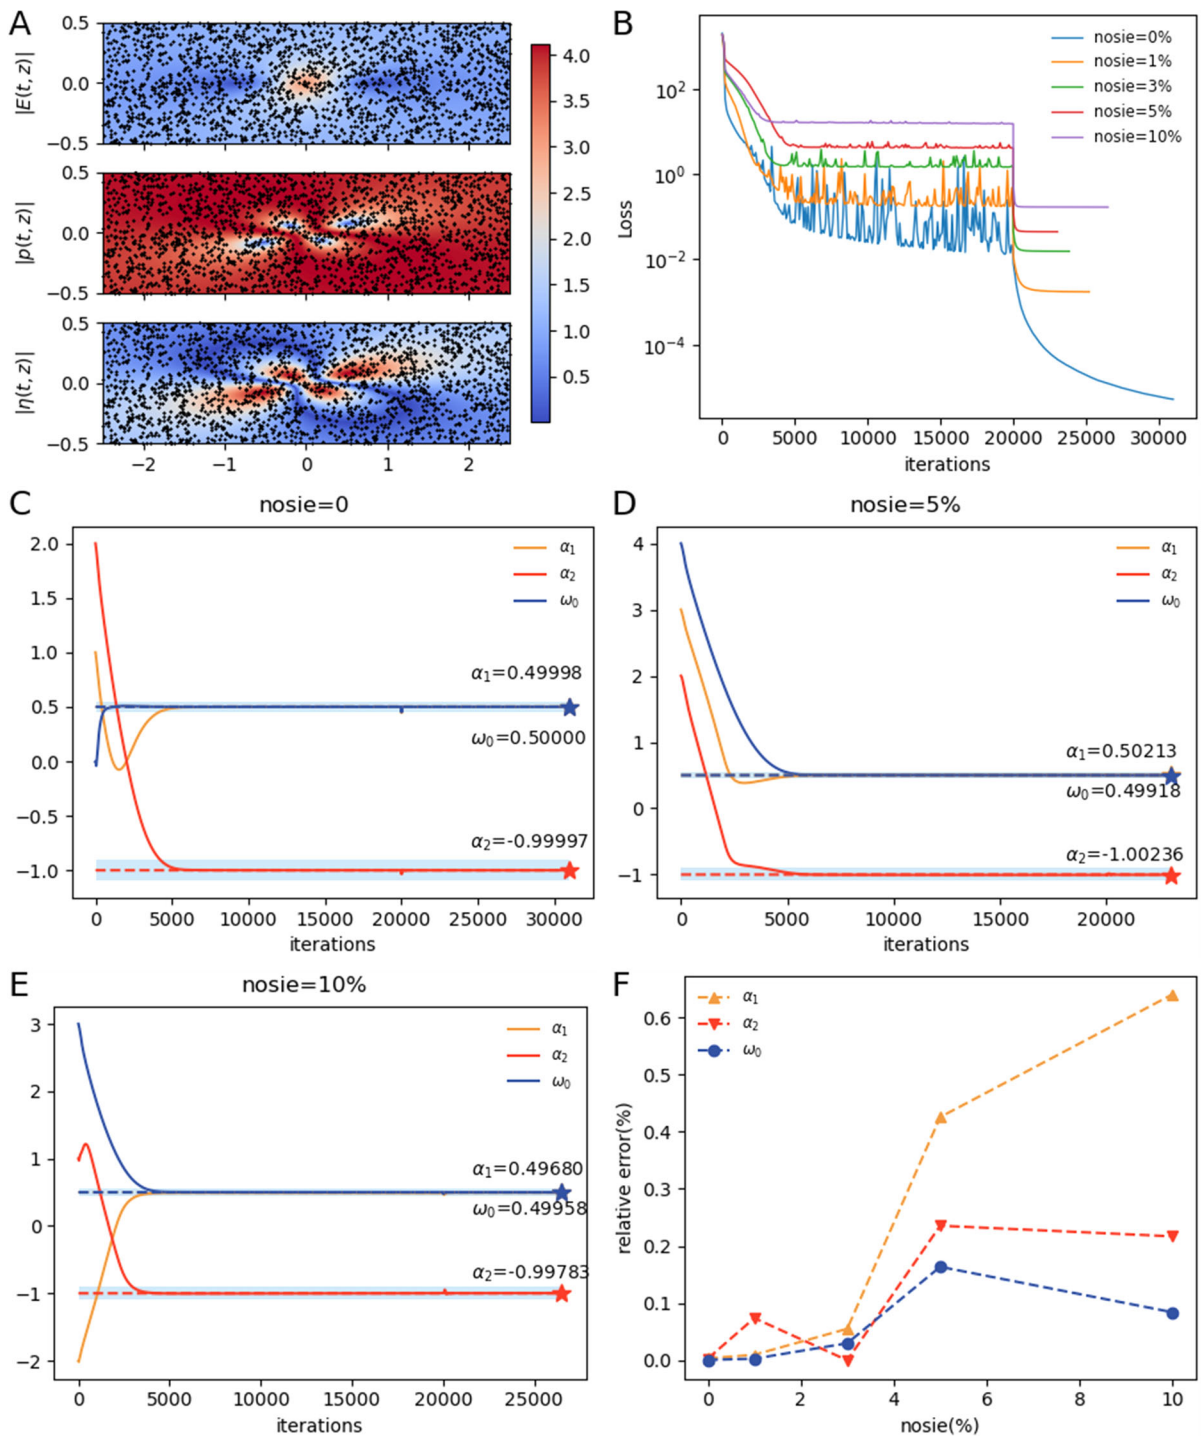 A
0.5
0.0
−0.5
|E(t, z)|
0.5
0.0
−0.5
|p(t, z)|
−2 −1 0 1 2
0.5
0.0
−0.5
|η(t, z)|
−2 −1 0 1 2
4.0
3.5
3.0
2.5
2.0
1.5
1.0
0.5
B
nosie=0%
nosie=1%
nosie=3%
nosie=5%
nosie=10%
10²
10⁰
10⁻²
10⁻⁴
Loss
0 5000 10000 15000 20000 25000 30000
iterations
C
nosie=0
α₁
α₂
ω₀
2.0
1.5
1.0
0.5
0.0
−0.5
−1.0
α₁=0.49998
ω₀=0.50000
α₂=-0.99997
0 5000 10000 15000 20000 25000 30000
iterations
D
nosie=5%
α₁
α₂
ω₀
4
3
2
1
0
−1
α₁=0.50213
ω₀=0.49918
α₂=-1.00236
0 5000 10000 15000 20000
iterations
E
nosie=10%
α₁
α₂
ω₀
3
2
1
0
−1
−2
α₁=0.49680
ω₀=0.49958
α₂=-0.99783
0 5000 10000 15000 20000 25000
iterations
F
α₁
α₂
ω₀
0.6
0.5
0.4
0.3
0.2
0.1
0.0
relative error(%)
0 2 4 6 8 10
nosie(%)